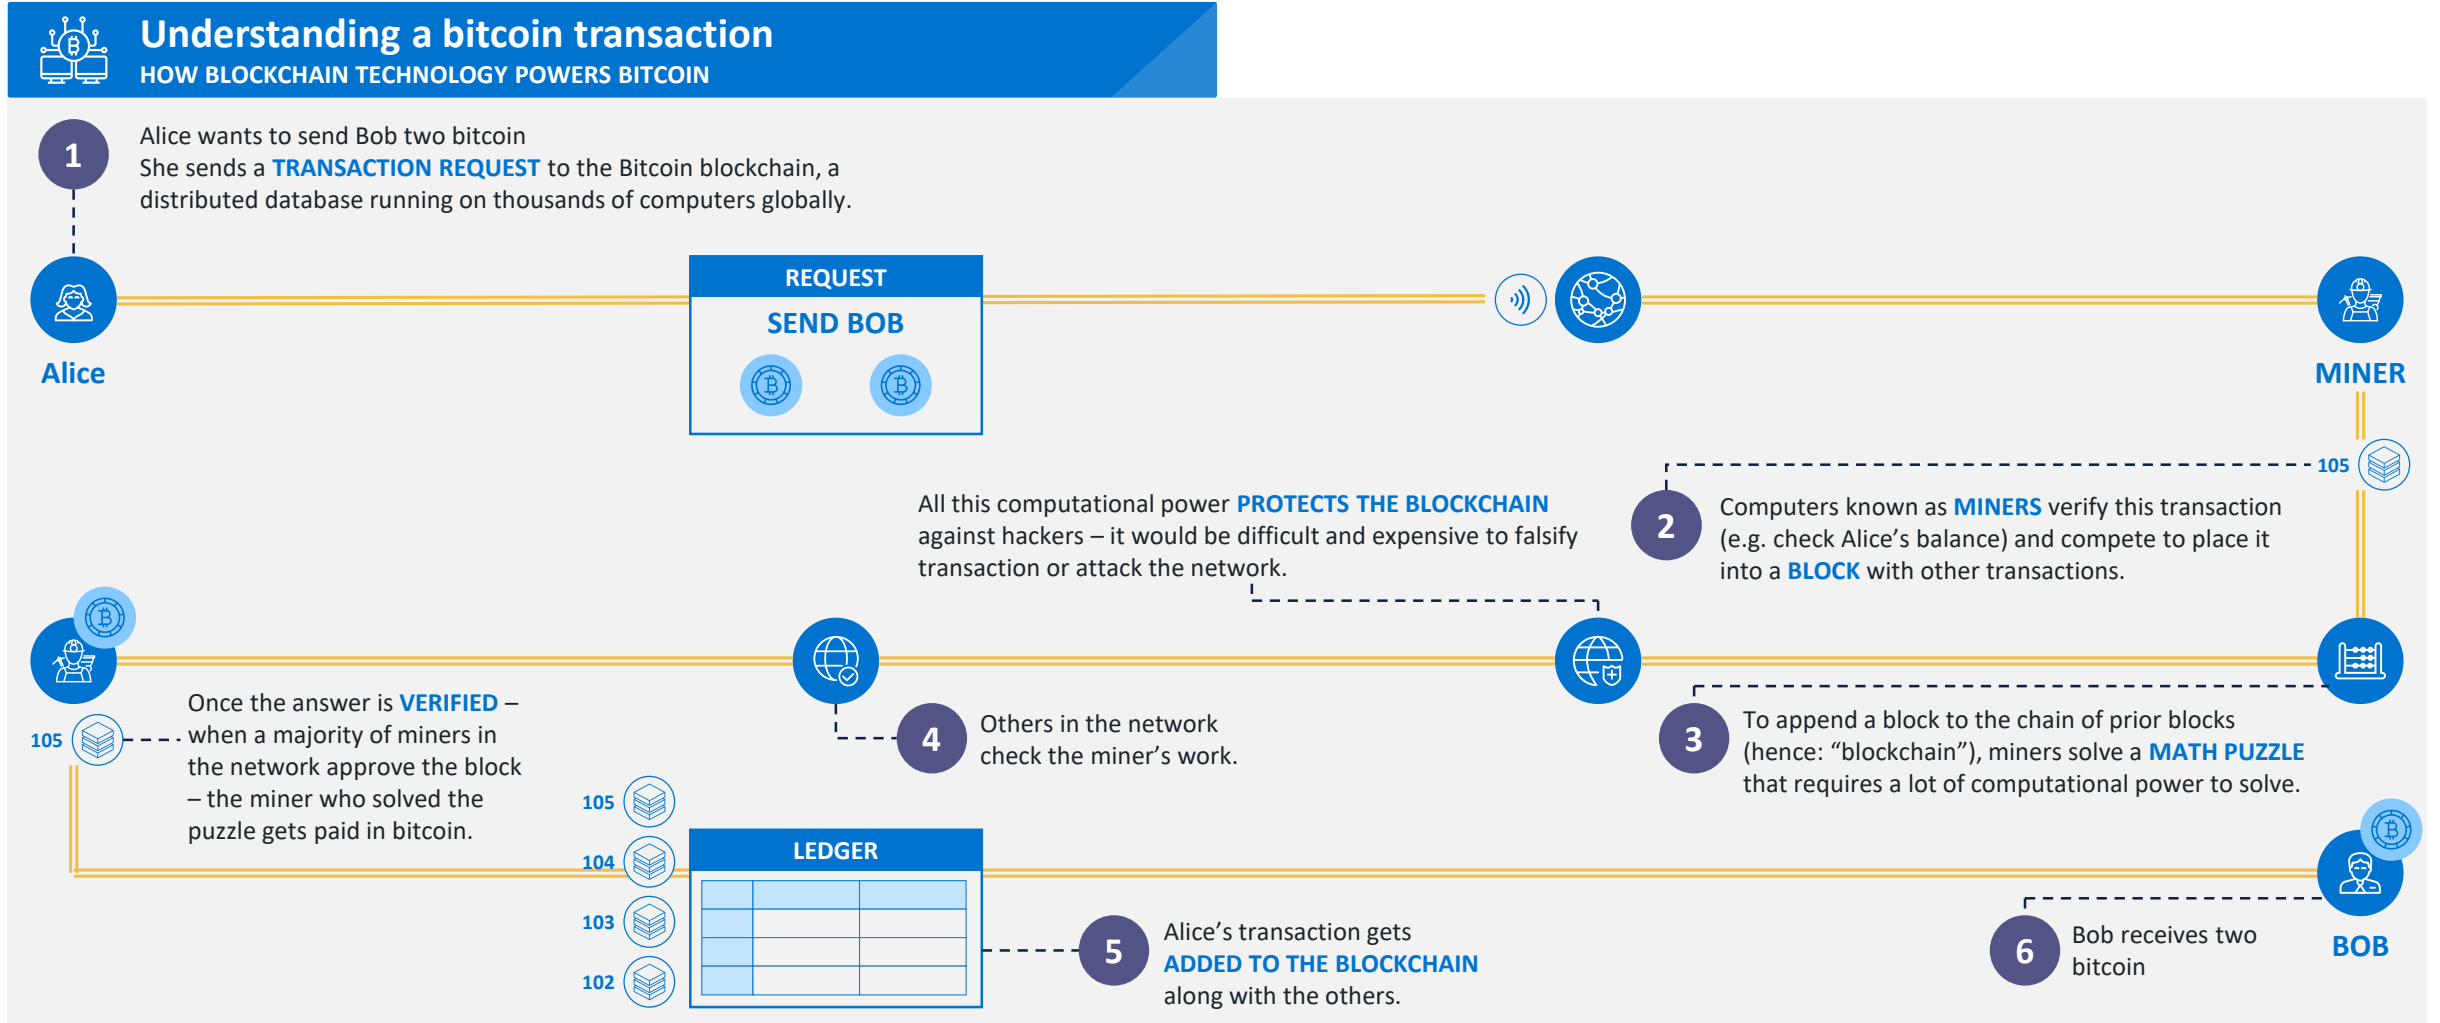 Understanding a bitcoin transaction
HOW BLOCKCHAIN TECHNOLOGY POWERS BITCOIN
1
Alice wants to send Bob two bitcoin
She sends a TRANSACTION REQUEST to the Bitcoin blockchain, a
distributed database running on thousands of computers globally.
Alice
REQUEST
SEND BOB
MINER
105
2
Computers known as MINERS verify this transaction
(e.g. check Alice’s balance) and compete to place it
into a BLOCK with other transactions.
All this computational power PROTECTS THE BLOCKCHAIN
against hackers – it would be difficult and expensive to falsify
transaction or attack the network.
3
To append a block to the chain of prior blocks
(hence: “blockchain”), miners solve a MATH PUZZLE
that requires a lot of computational power to solve.
4
Others in the network
check the miner’s work.
105
Once the answer is VERIFIED –
when a majority of miners in
the network approve the block
– the miner who solved the
puzzle gets paid in bitcoin.
105
104
103
102
LEDGER
5
Alice’s transaction gets
ADDED TO THE BLOCKCHAIN
along with the others.
6
Bob receives two
bitcoin
BOB